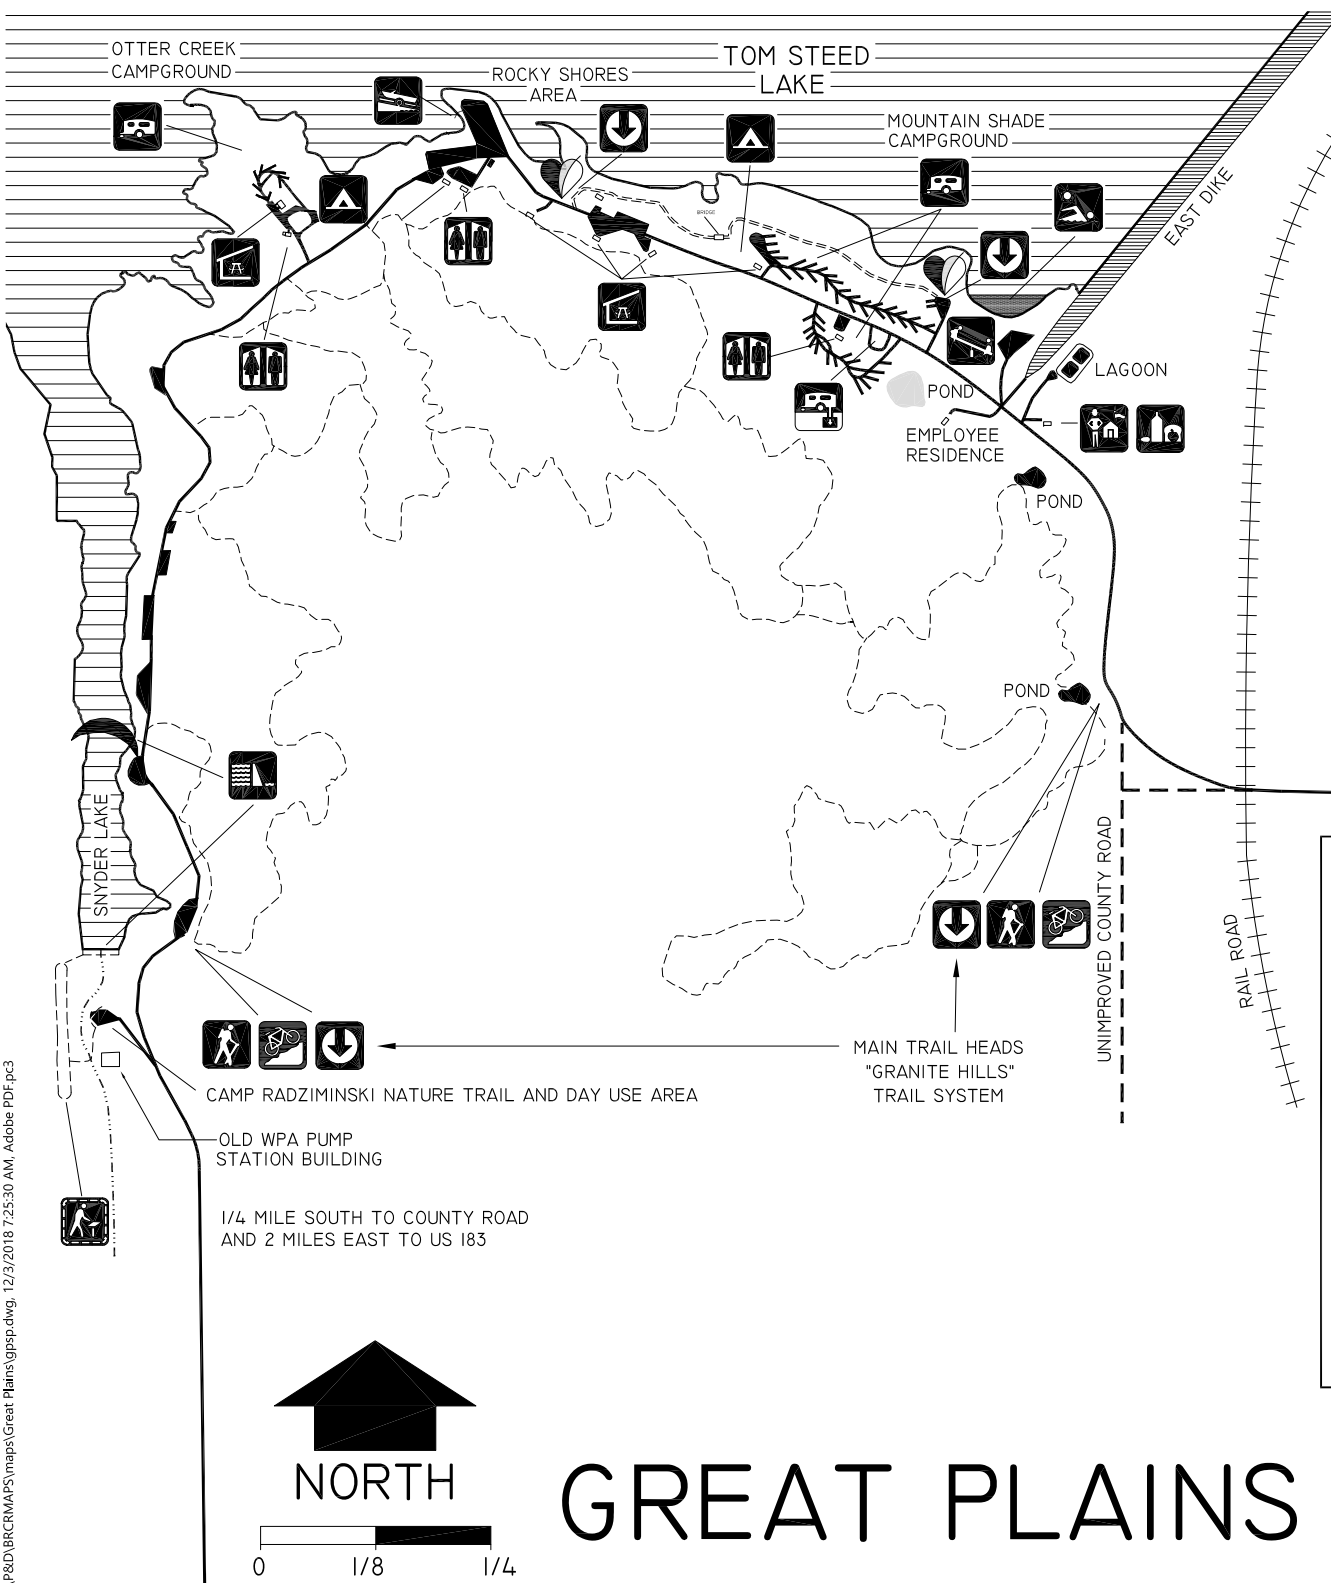 OTTER CREEK
CAMPGROUND
ROCKY SHORES
AREA
TOM STEED
LAKE
MOUNTAIN SHADE
CAMPGROUND
BRIDGE
EAST DIKE
LAGOON
POND
EMPLOYEE
RESIDENCE
POND
POND
SNYDER LAKE
UNIMPROVED COUNTY ROAD
RAIL ROAD
MAIN TRAIL HEADS
"GRANITE HILLS"
TRAIL SYSTEM
CAMP RADZIMINSKI NATURE TRAIL AND DAY USE AREA
OLD WPA PUMP
STATION BUILDING
1/4 MILE SOUTH TO COUNTY ROAD
AND 2 MILES EAST TO US 183
NORTH
0 1/8 1/4
GREAT PLAINS
P&D\BRCRMAPS\maps\Great Plains\gpsp.dwg, 12/3/2018 7:25:30 AM, Adobe PDF.pc3